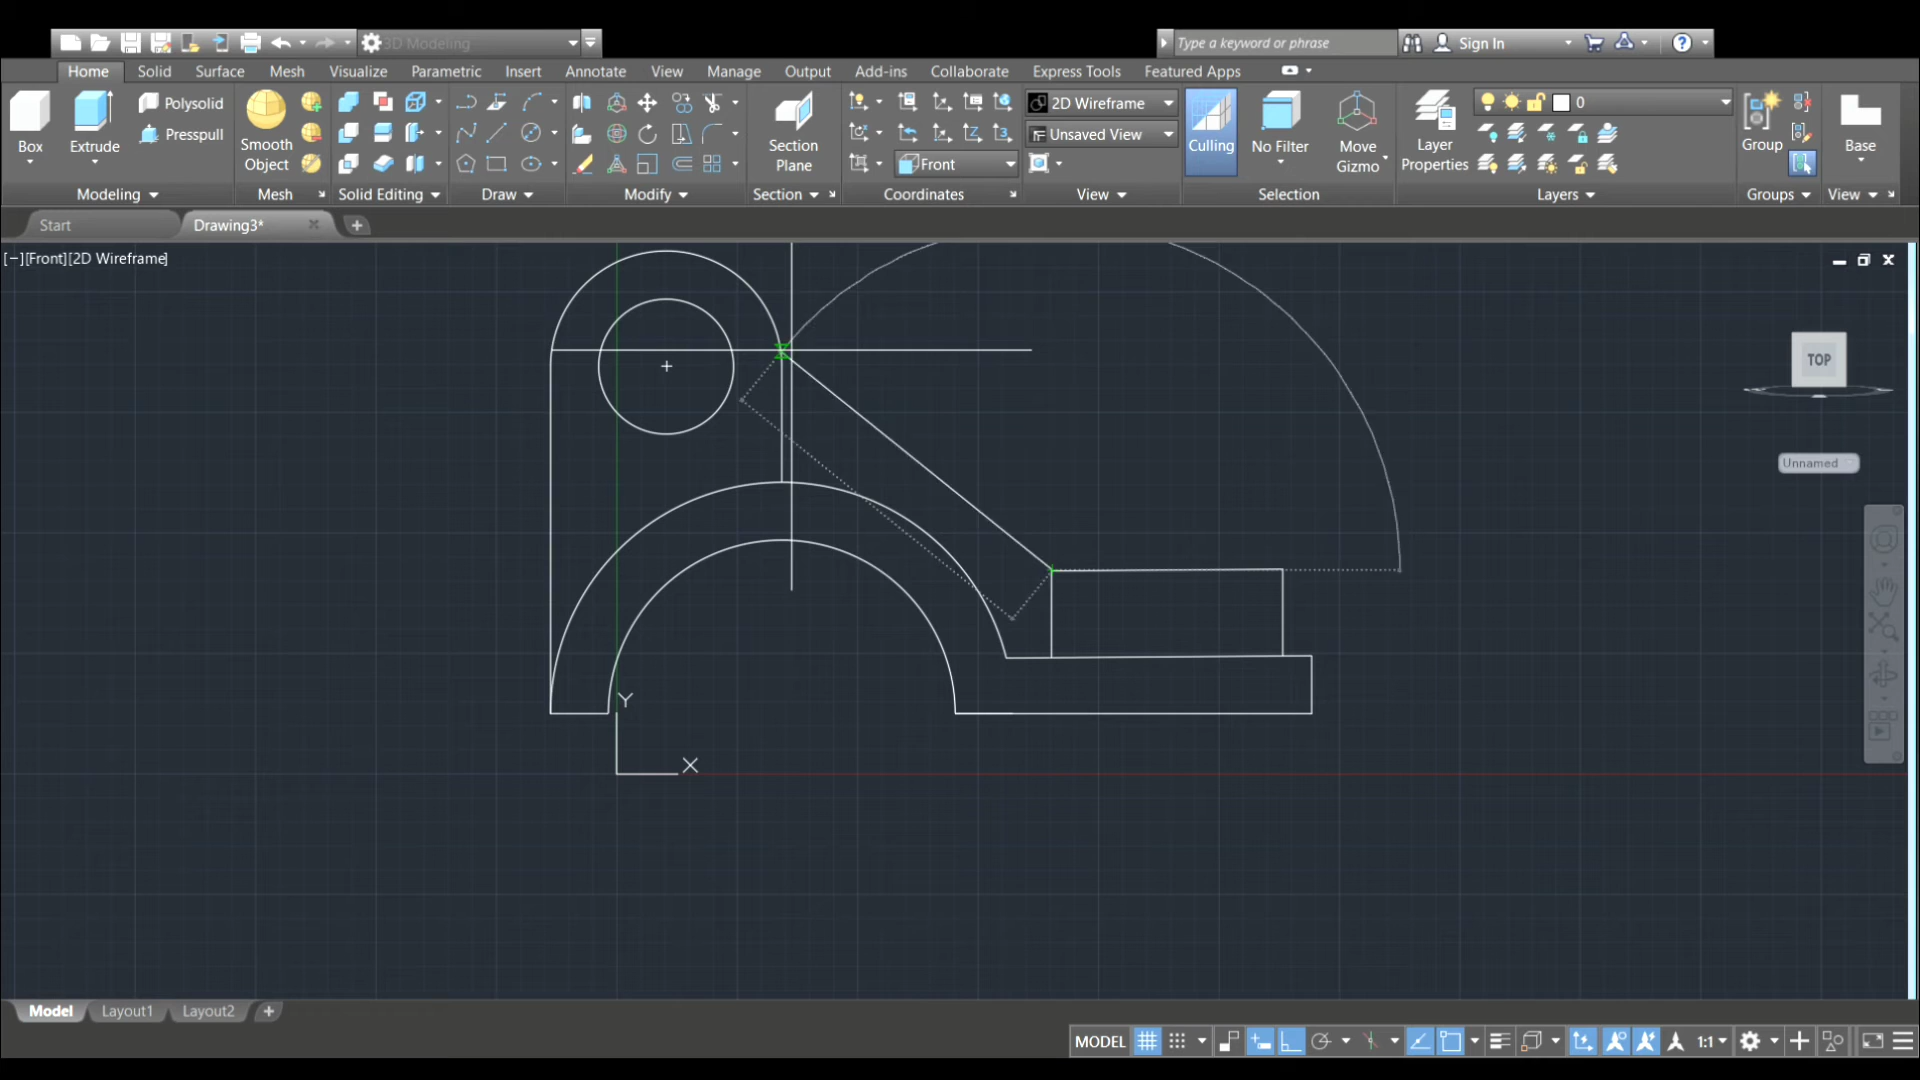 3D Modeling
Type a keyword or phrase
Sign In
Home Solid Surface Mesh Visualize Parametric Insert Annotate View Manage Output Add-ins Collaborate Express Tools Featured Apps
Box
Extrude
Polysolid
Presspull
Smooth Object
Section Plane
2D Wireframe
Unsaved View
Front
Culling
No Filter
Move Gizmo
Layer Properties
0
Group
Base
Modeling Mesh Solid Editing Draw Modify Section Coordinates View Selection Layers Groups View
Start Drawing3*
[−][Front][2D Wireframe]
TOP
Unnamed
Y
X
Model Layout1 Layout2
MODEL 1:1